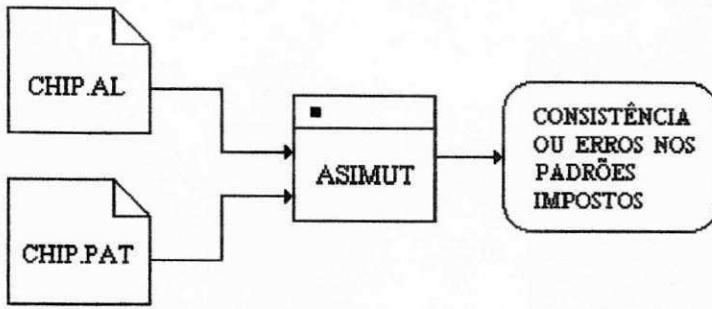 CHIP.AL
CHIP.PAT
ASIMUT
CONSISTÊNCIA
OU ERROS NOS
PADRÕES
IMPOSTOS